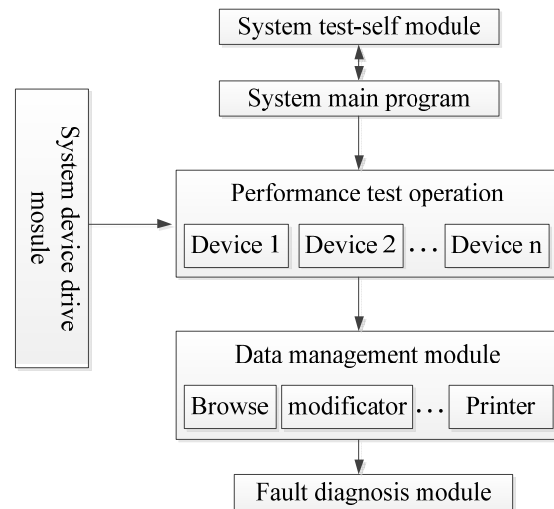 System test-self module
System main program
System device drive
mosule
Performance test operation
Device 1 Device 2 ... Device n
Data management module
Browse modificator ... Printer
Fault diagnosis module